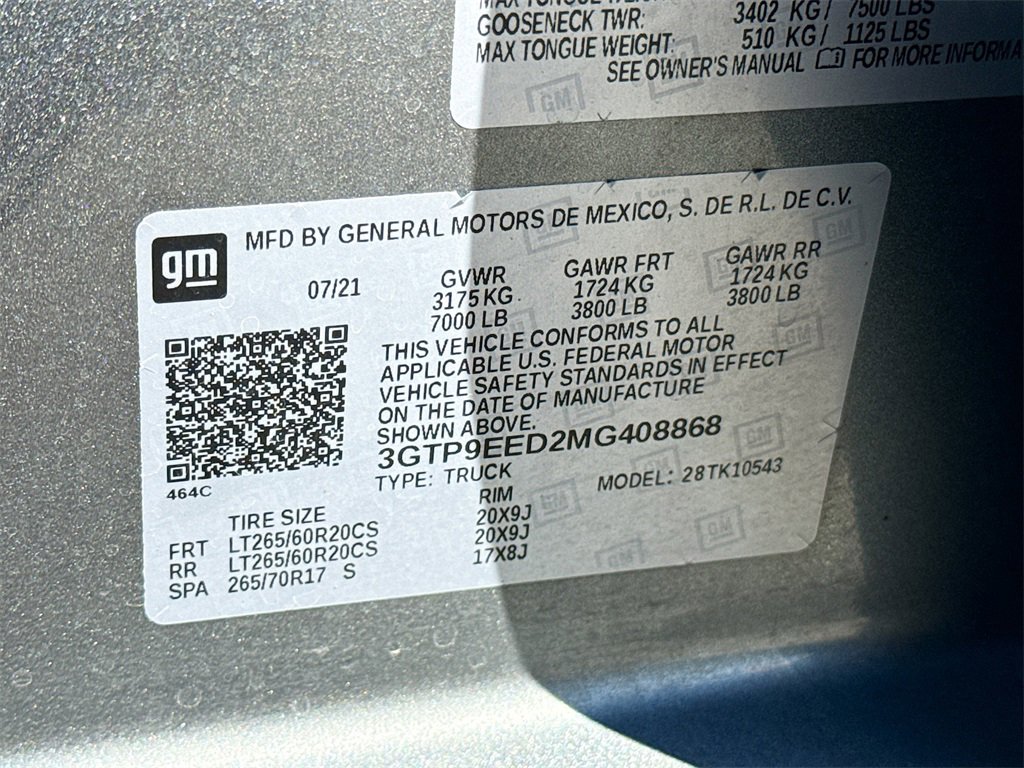 MAX TONGUE WEIGHT
GOOSENECK TWR: 3402 KG/ 7500 LBS
MAX TONGUE WEIGHT: 510 KG/ 1125 LBS
SEE OWNER'S MANUAL FOR MORE INFORMA
gm
MFD BY GENERAL MOTORS DE MEXICO, S. DE R.L. DE C.V.
07/21 GVWR GAWR FRT GAWR RR
3175 KG 1724 KG 1724 KG
7000 LB 3800 LB 3800 LB
THIS VEHICLE CONFORMS TO ALL
APPLICABLE U.S. FEDERAL MOTOR
VEHICLE SAFETY STANDARDS IN EFFECT
ON THE DATE OF MANUFACTURE
SHOWN ABOVE.
3GTP9EED2MG408868
464C
TYPE: TRUCK MODEL: 28TK10543
TIRE SIZE RIM
FRT LT265/60R20CS 20X9J
RR LT265/60R20CS 20X9J
SPA 265/70R17 S 17X8J